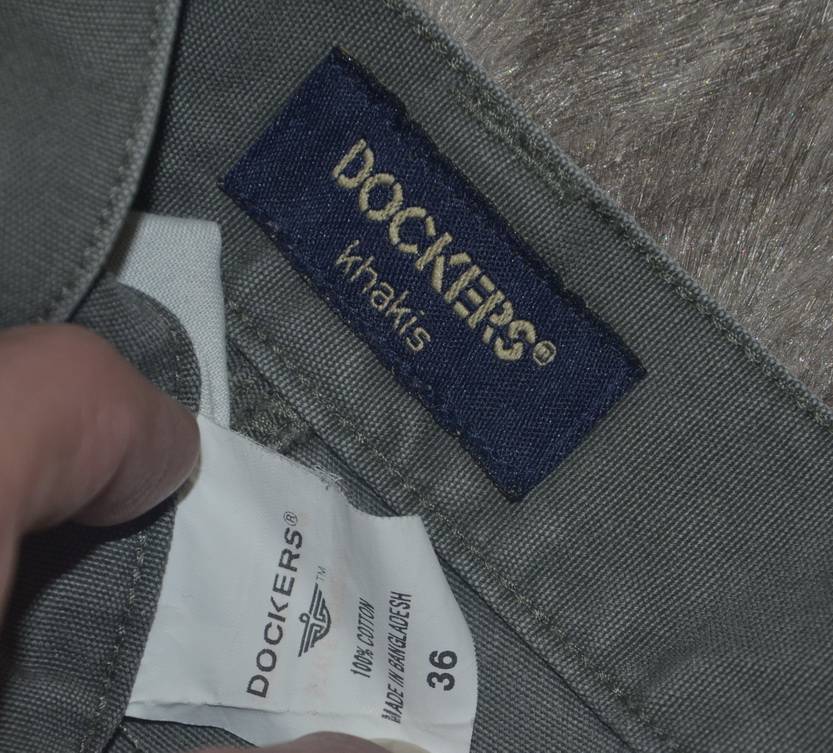 DOCKERS®
khakis
DOCKERS®
TM
100% COTTON
MADE IN BANGLADESH
36